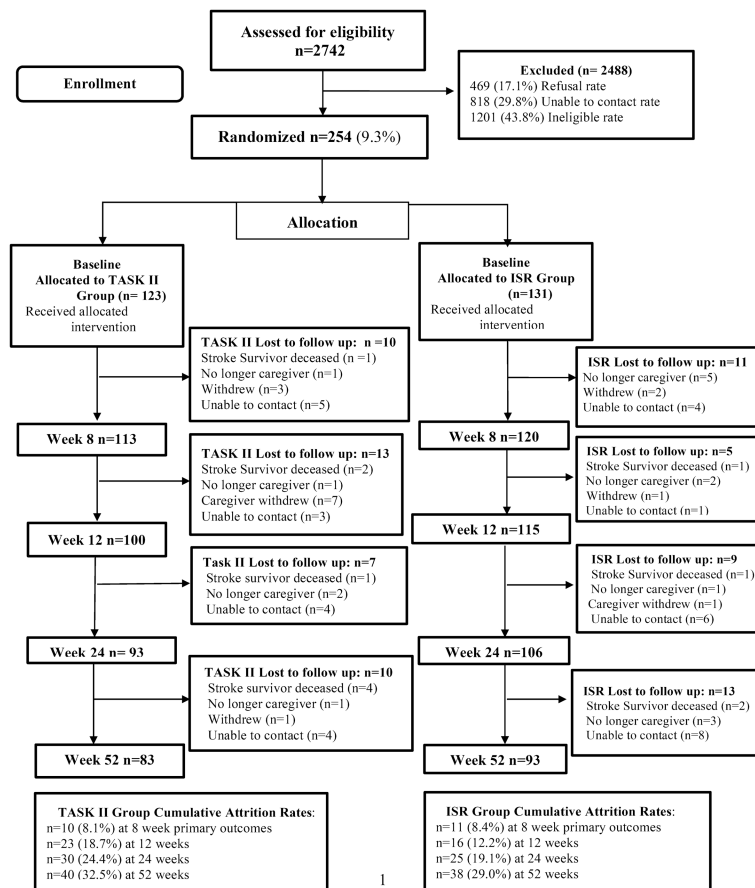 Assessed for eligibility
n=2742
Enrollment
Excluded (n= 2488)
469 (17.1%) Refusal rate
818 (29.8%) Unable to contact rate
1201 (43.8%) Ineligible rate
Randomized n=254 (9.3%)
Allocation
Baseline
Allocated to TASK II
Group (n= 123)
Received allocated
intervention
Baseline
Allocated to ISR Group
(n=131)
Received allocated
intervention
TASK II Lost to follow up: n =10
Stroke Survivor deceased (n =1)
No longer caregiver (n=1)
Withdrew (n=3)
Unable to contact (n=5)
ISR Lost to follow up: n=11
No longer caregiver (n=5)
Withdrew (n=2)
Unable to contact (n=4)
Week 8 n=113
Week 8 n=120
TASK II Lost to follow up: n=13
Stroke Survivor deceased (n=2)
No longer caregiver (n=1)
Caregiver withdrew (n=7)
Unable to contact (n=3)
ISR Lost to follow up: n=5
Stroke Survivor deceased (n=1)
No longer caregiver (n=2)
Withdrew (n=1)
Unable to contact (n=1)
Week 12 n=100
Week 12 n=115
Task II Lost to follow up: n=7
Stroke survivor deceased (n=1)
No longer caregiver (n=2)
Unable to contact (n=4)
ISR Lost to follow up: n=9
Stroke Survivor deceased (n=1)
No longer caregiver (n=1)
Caregiver withdrew (n=1)
Unable to contact (n=6)
Week 24 n= 93
Week 24 n=106
TASK II Lost to follow up: n=10
Stroke survivor deceased (n=4)
No longer caregiver (n=1)
Withdrew (n=1)
Unable to contact (n=4)
ISR Lost to follow up: n=13
Stroke Survivor deceased (n=2)
No longer caregiver (n=3)
Unable to contact (n=8)
Week 52 n=83
Week 52 n=93
TASK II Group Cumulative Attrition Rates:
n=10 (8.1%) at 8 week primary outcomes
n=23 (18.7%) at 12 weeks
n=30 (24.4%) at 24 weeks
n=40 (32.5%) at 52 weeks
ISR Group Cumulative Attrition Rates:
n=11 (8.4%) at 8 week primary outcomes
n=16 (12.2%) at 12 weeks
n=25 (19.1%) at 24 weeks
n=38 (29.0%) at 52 weeks
1